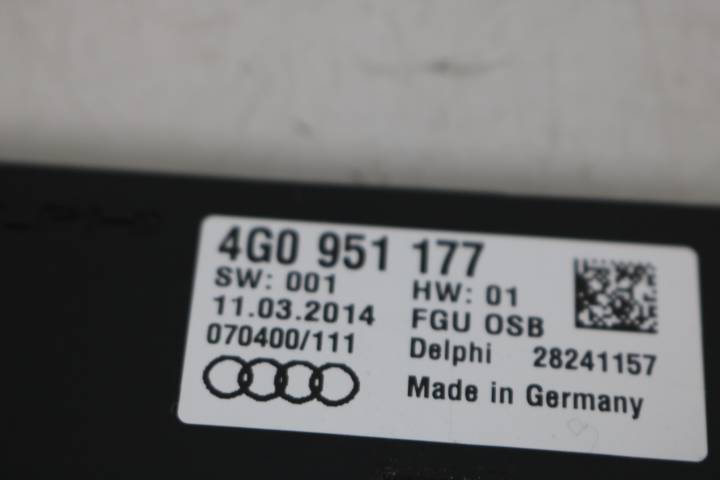 4G0 951 177
SW: 001 HW: 01
11.03.2014 FGU OSB
070400/111 Delphi 28241157
Made in Germany